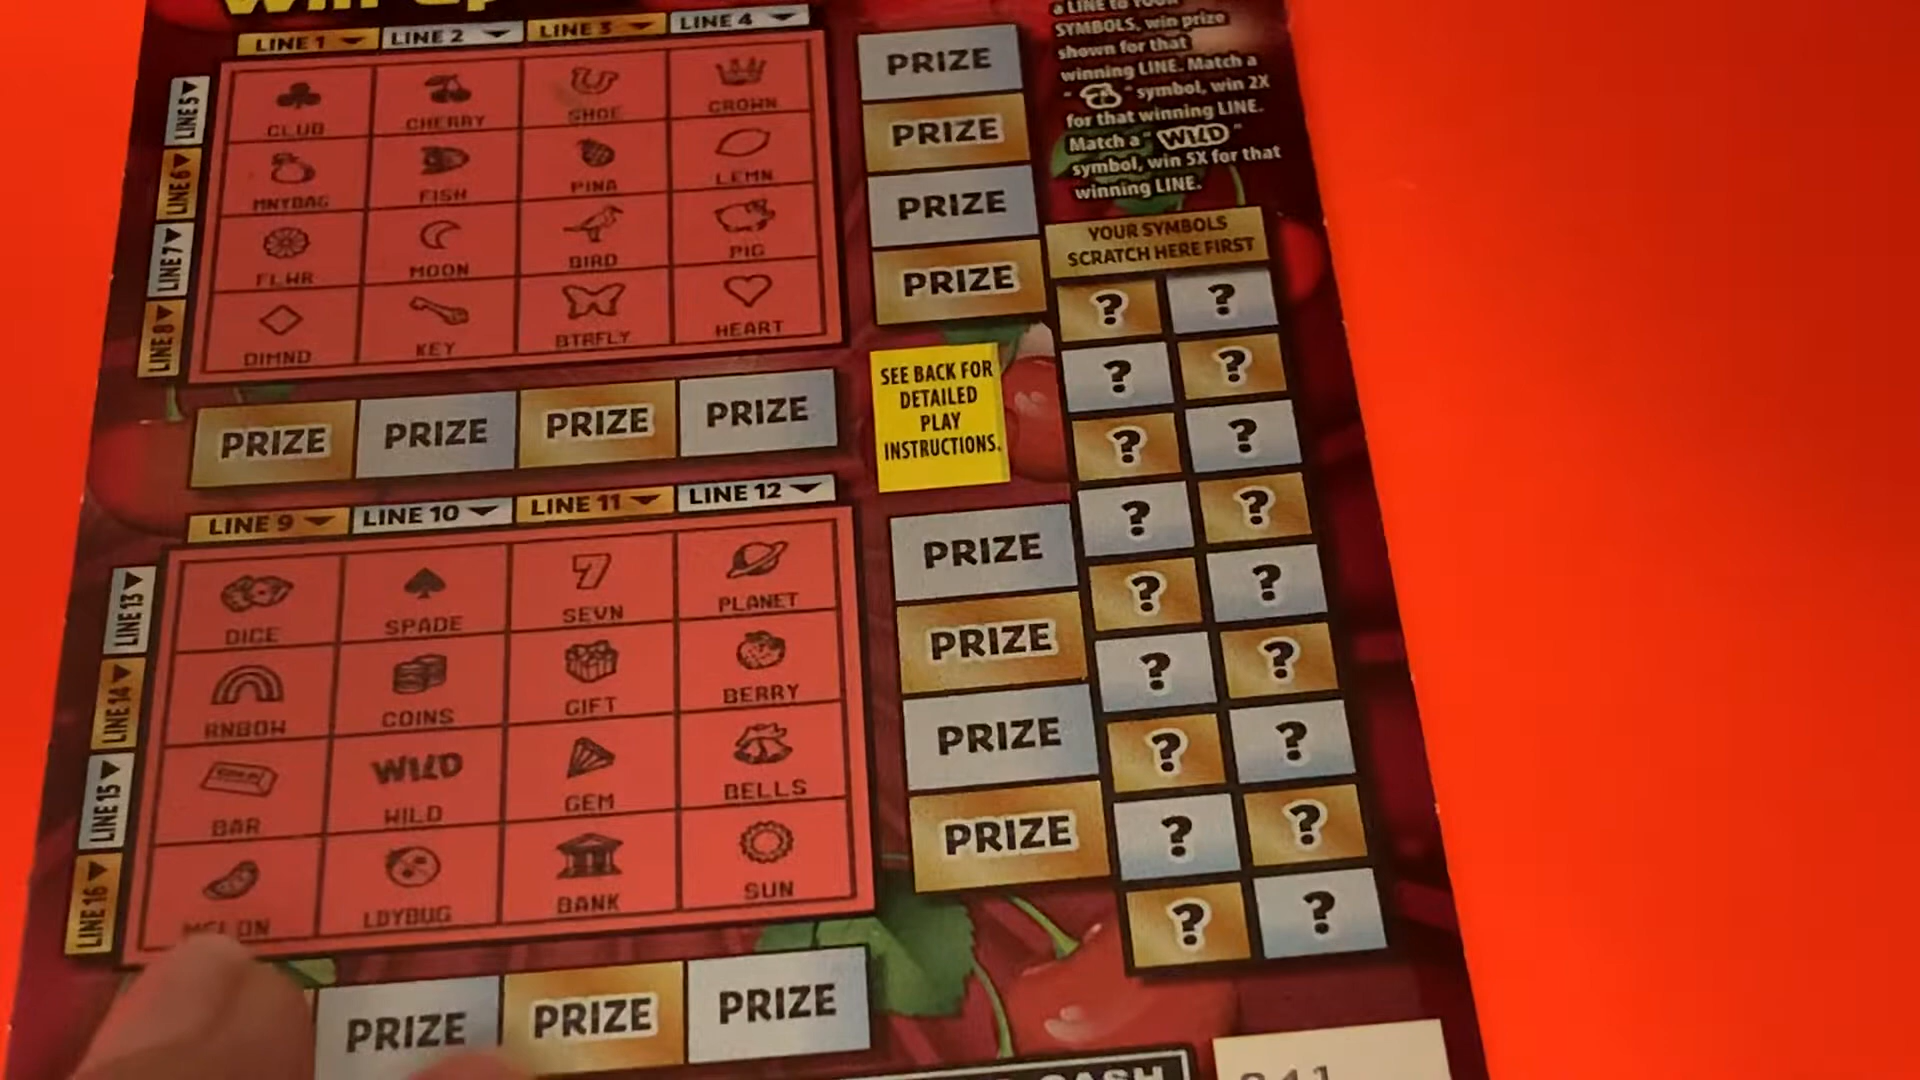 LINE 1 LINE 2 LINE 3 LINE 4
LINE 5
LINE 6
LINE 7
LINE 8
CLUB CHERRY SHOE CROWN
MNYBAG FISH PINA LEMN
FLWR MOON BIRD PIG
DIMND KEY BTRFLY HEART
PRIZE
PRIZE
PRIZE
PRIZE
PRIZE PRIZE PRIZE PRIZE
a LINE to YOUR
SYMBOLS, win prize
shown for that
winning LINE. Match a
" " symbol, win 2X
for that winning LINE.
Match a " WILD "
symbol, win 5X for that
winning LINE.
YOUR SYMBOLS
SCRATCH HERE FIRST
? ?
? ?
? ?
? ?
? ?
? ?
? ?
? ?
? ?
SEE BACK FOR
DETAILED
PLAY
INSTRUCTIONS.
LINE 9 LINE 10 LINE 11 LINE 12
LINE 13
LINE 14
LINE 15
LINE 16
7
DICE SPADE SEVN PLANET
RNBOW COINS GIFT BERRY
WILD
BAR WILD GEM BELLS
MELON LDYBUG BANK SUN
PRIZE
PRIZE
PRIZE
PRIZE
PRIZE PRIZE PRIZE
CASH